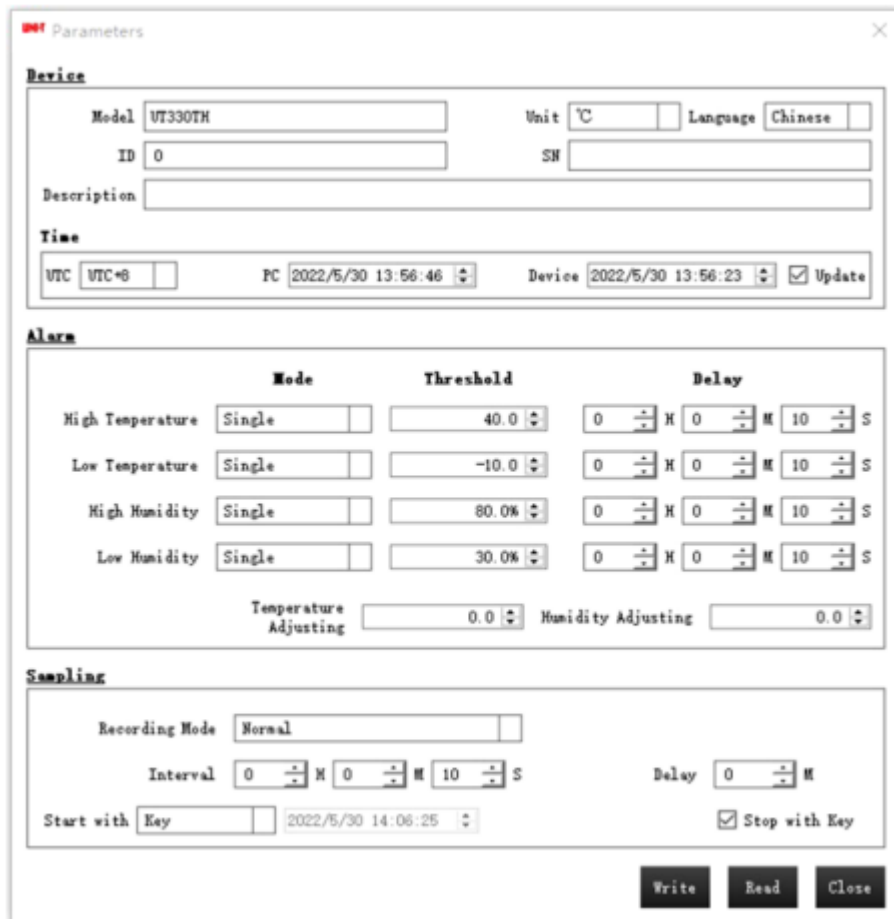 UNI-T Parameters
Device
Model UT330TH Unit ℃ Language Chinese
ID 0 SN
Description
Time
UTC UTC+8 PC 2022/5/30 13:56:46 Device 2022/5/30 13:56:23 Update
Alarm
Mode Threshold Delay
High Temperature Single 40.0 0 H 0 M 10 S
Low Temperature Single -10.0 0 H 0 M 10 S
High Humidity Single 80.0% 0 H 0 M 10 S
Low Humidity Single 30.0% 0 H 0 M 10 S
Temperature
Adjusting 0.0 Humidity Adjusting 0.0
Sampling
Recording Mode Normal
Interval 0 H 0 M 10 S Delay 0 M
Start with Key 2022/5/30 14:06:25 Stop with Key
Write Read Close